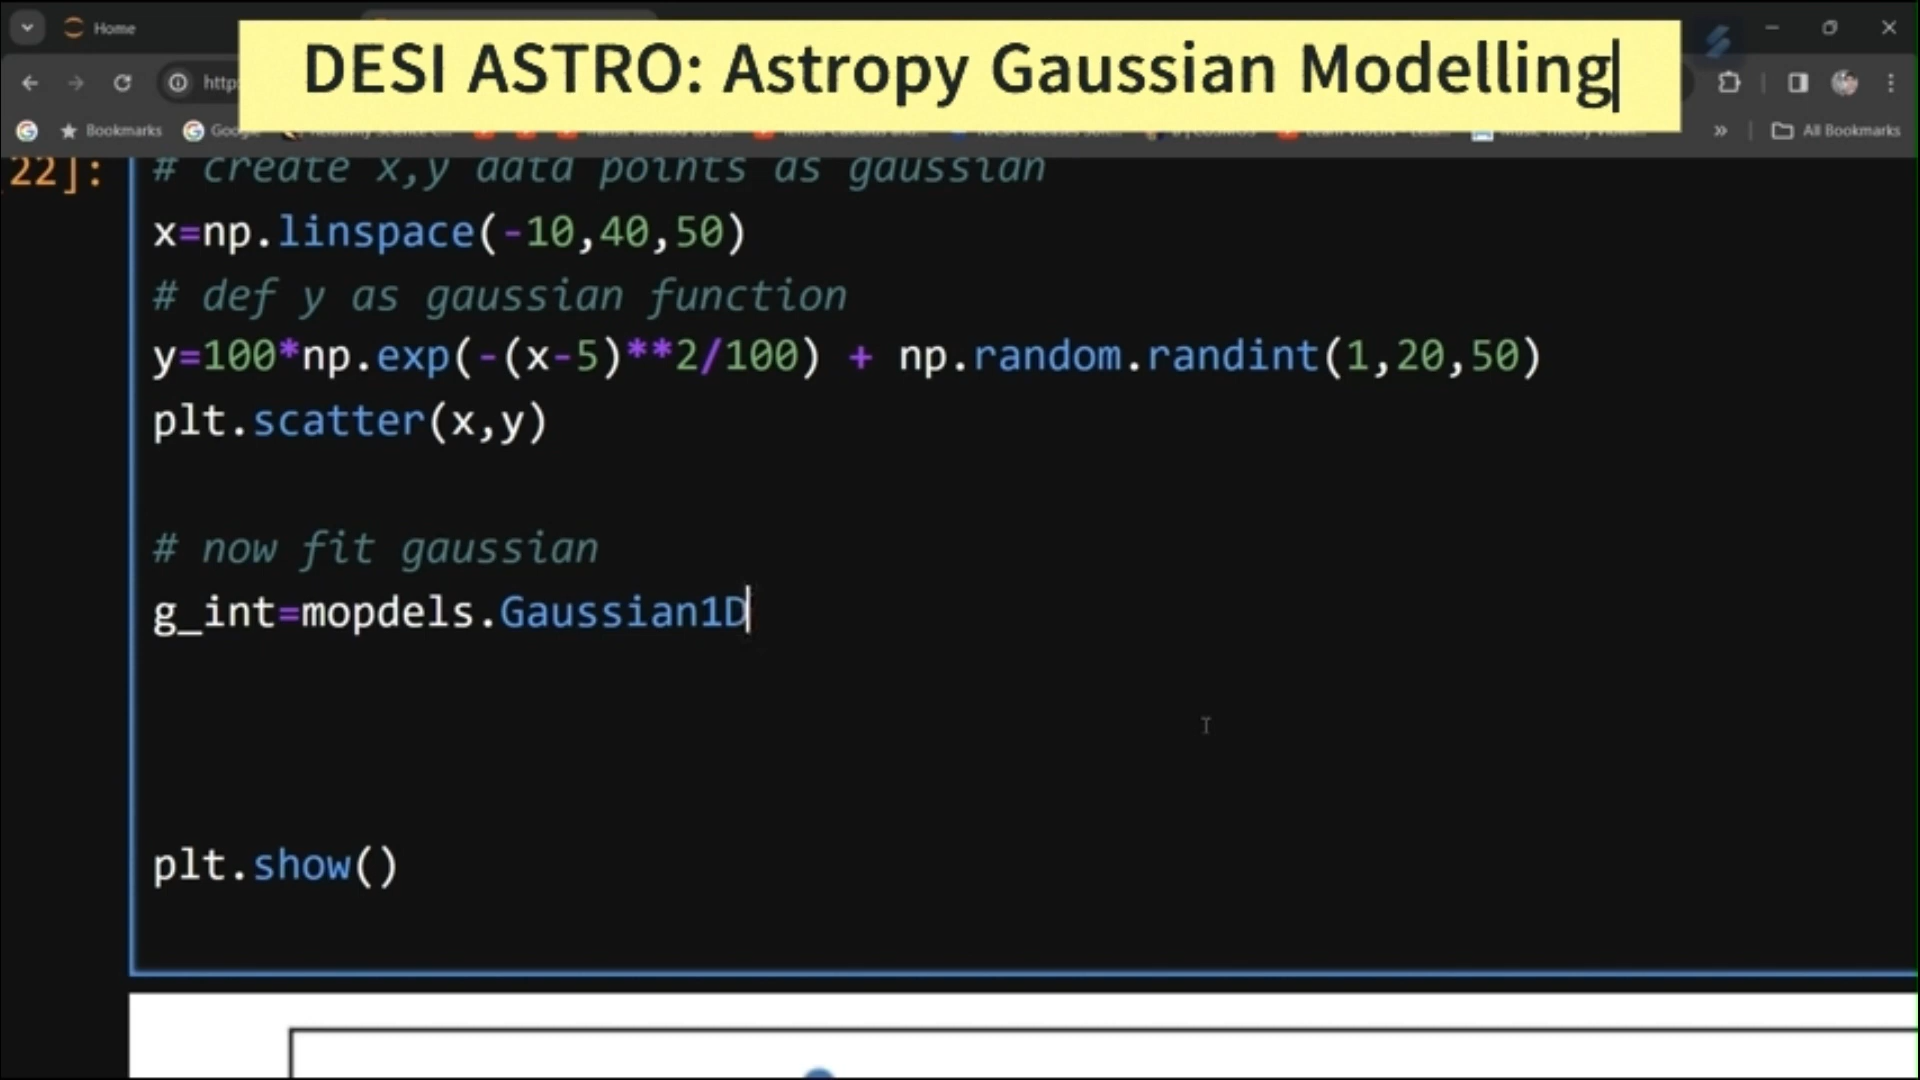 Home
DESI ASTRO: Astropy Gaussian Modelling
http:
Bookmarks
All Bookmarks
22]:
# create x,y data points as gaussian
x=np.linspace(-10,40,50)
# def y as gaussian function
y=100*np.exp(-(x-5)**2/100) + np.random.randint(1,20,50)
plt.scatter(x,y)
# now fit gaussian
g_int=mopdels.Gaussian1D
plt.show()